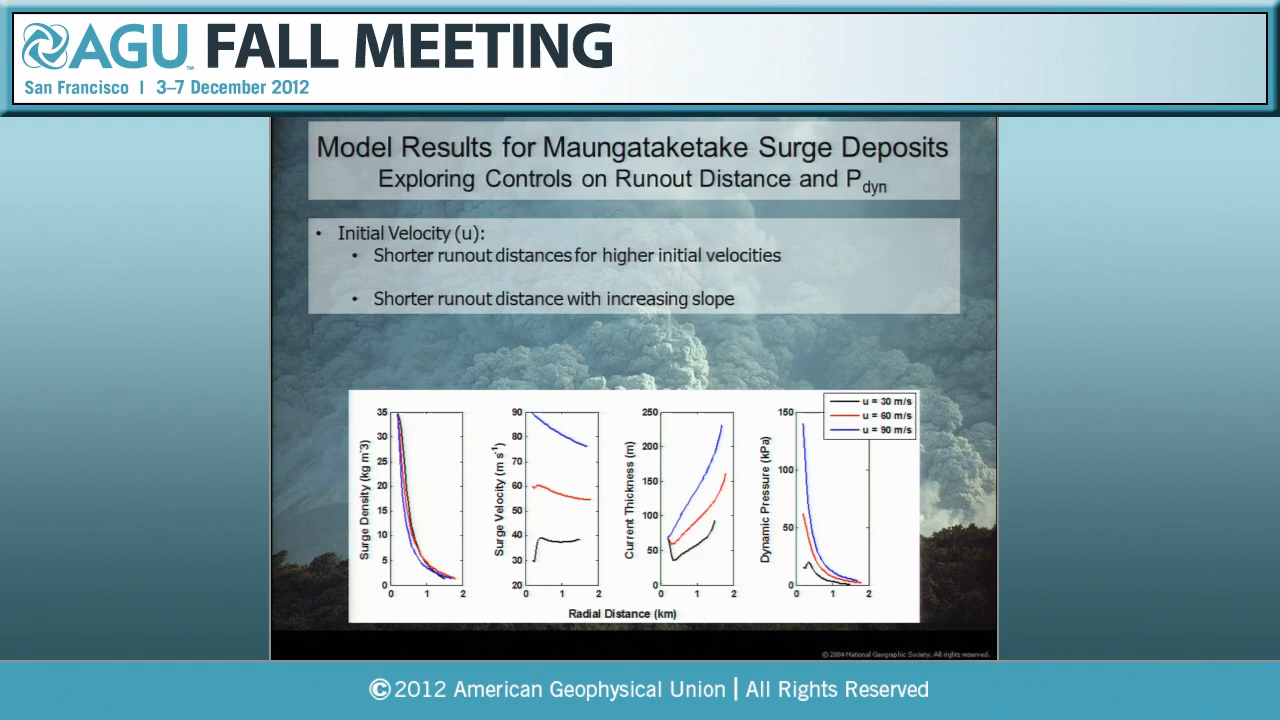 AGU™ FALL MEETING
San Francisco | 3–7 December 2012
Model Results for Maungataketake Surge Deposits
Exploring Controls on Runout Distance and Pdyn
• Initial Velocity (u):
• Shorter runout distances for higher initial velocities
• Shorter runout distance with increasing slope
u = 30 m/s
u = 60 m/s
u = 90 m/s
Surge Density (kg m^-3)
35
30
25
20
15
10
5
0
0 1 2
Surge Velocity (m s^-1)
90
80
70
60
50
40
30
20
0 1 2
Current Thickness (m)
250
200
150
100
50
0
0 1 2
Dynamic Pressure (kPa)
150
100
50
0
0 1 2
Radial Distance (km)
© 2004 National Geographic Society. All rights reserved.
©2012 American Geophysical Union | All Rights Reserved